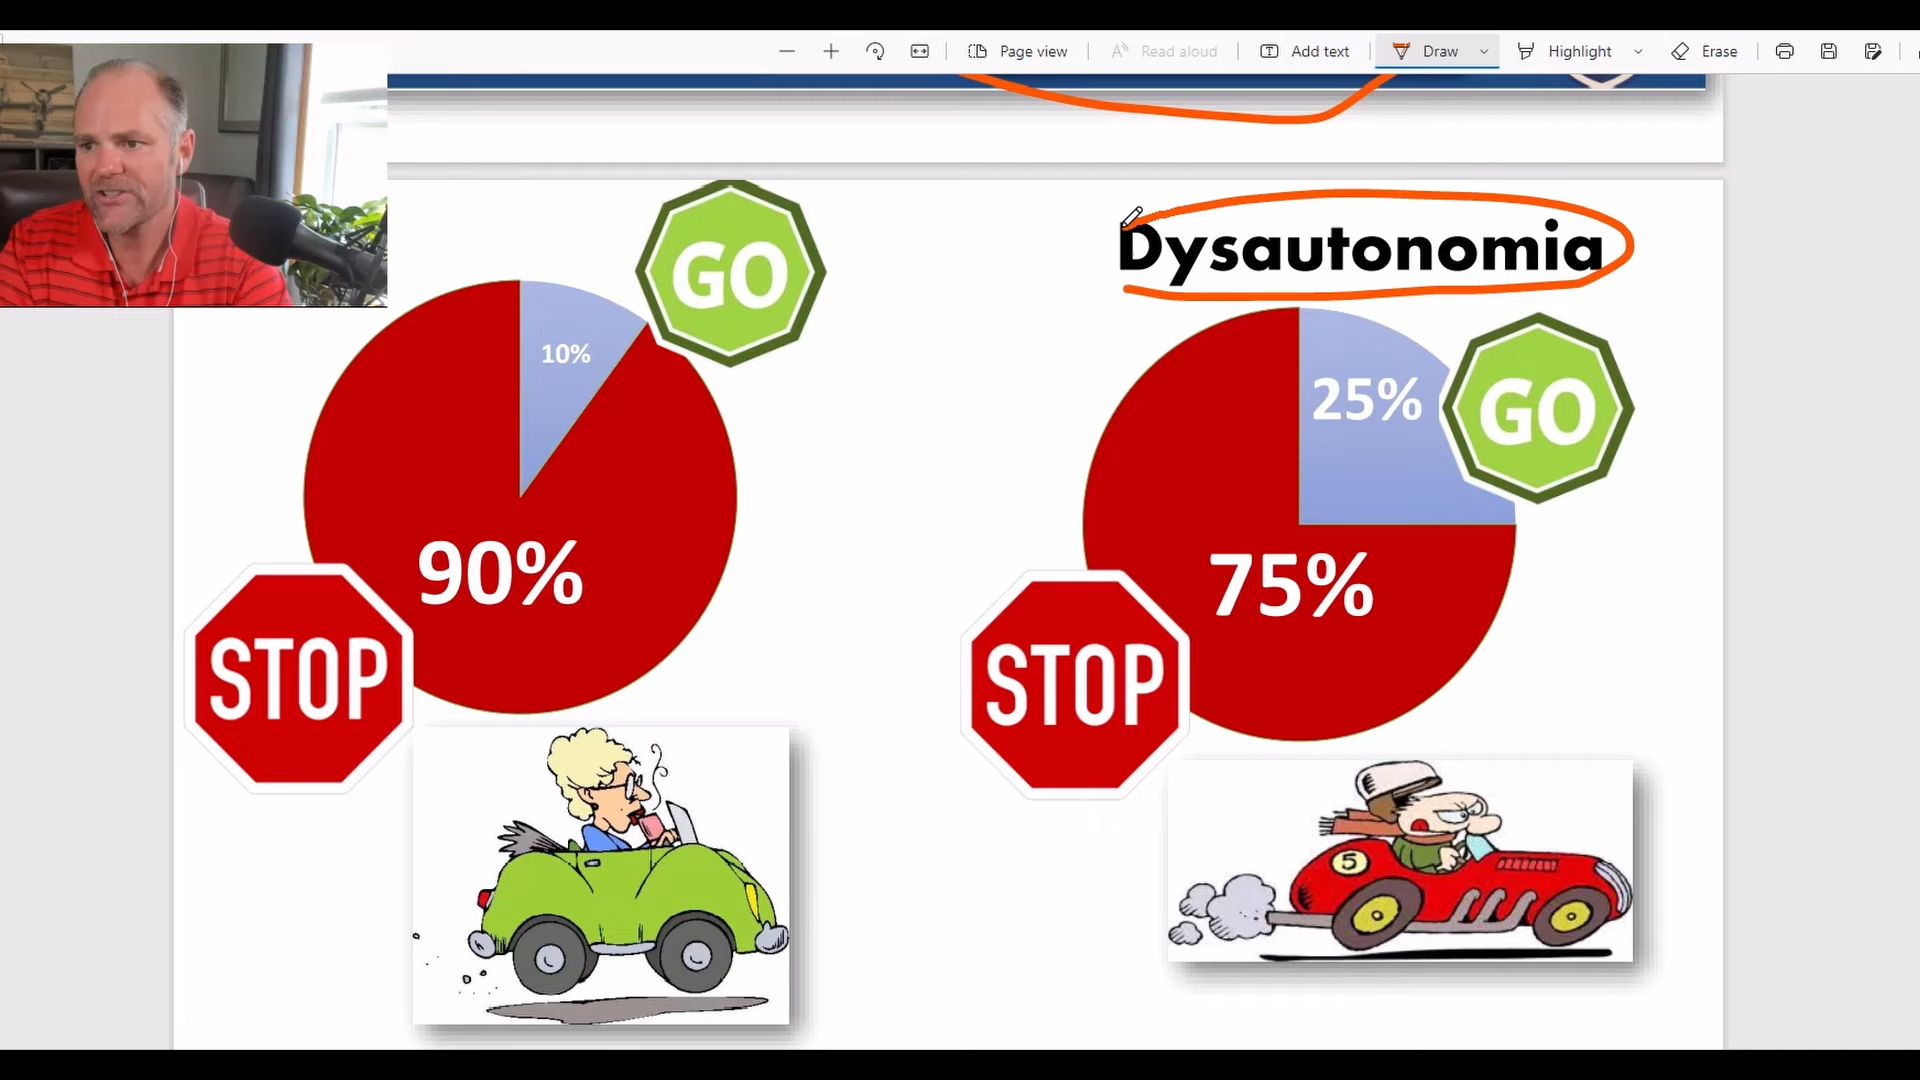 Page view
Read aloud
Add text
Draw
Highlight
Erase
GO
10%
90%
STOP
Dysautonomia
GO
25%
75%
STOP
5